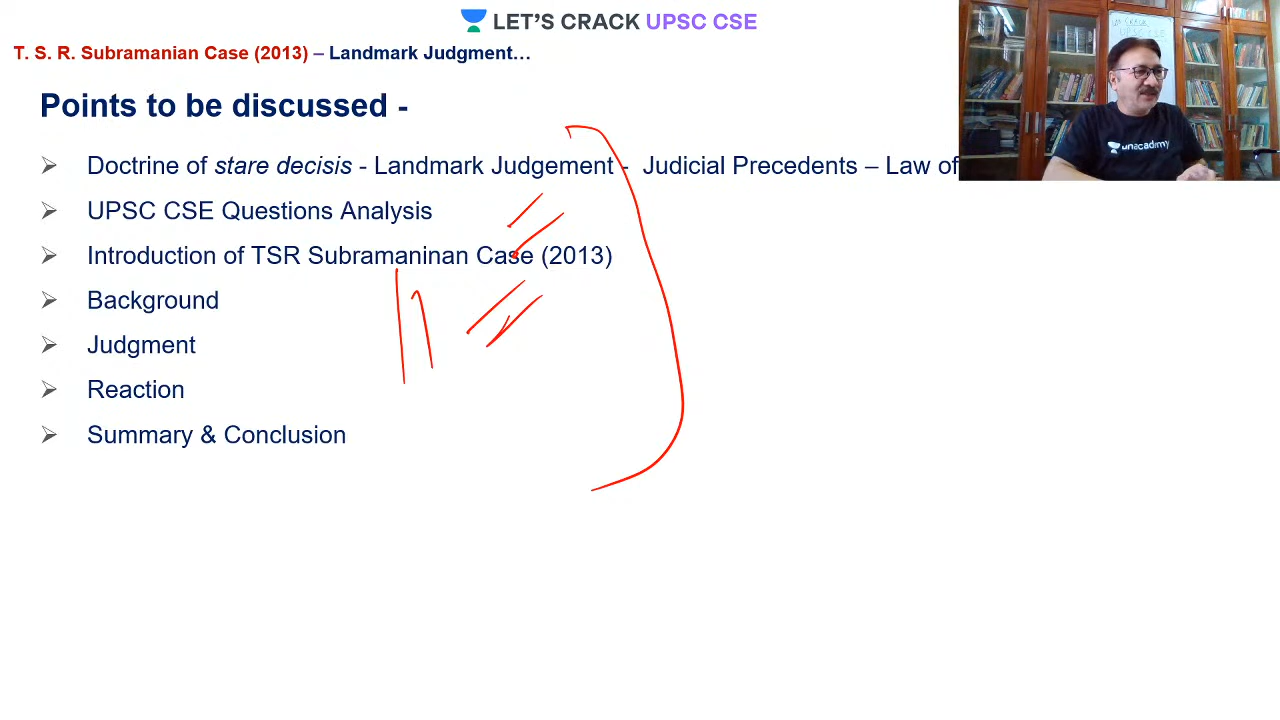 LET'S CRACK UPSC CSE
T. S. R. Subramanian Case (2013) – Landmark Judgment…
Points to be discussed -
➢ Doctrine of stare decisis - Landmark Judgement - Judicial Precedents – Law of
➢ UPSC CSE Questions Analysis
➢ Introduction of TSR Subramaninan Case (2013)
➢ Background
➢ Judgment
➢ Reaction
➢ Summary & Conclusion
unacademy